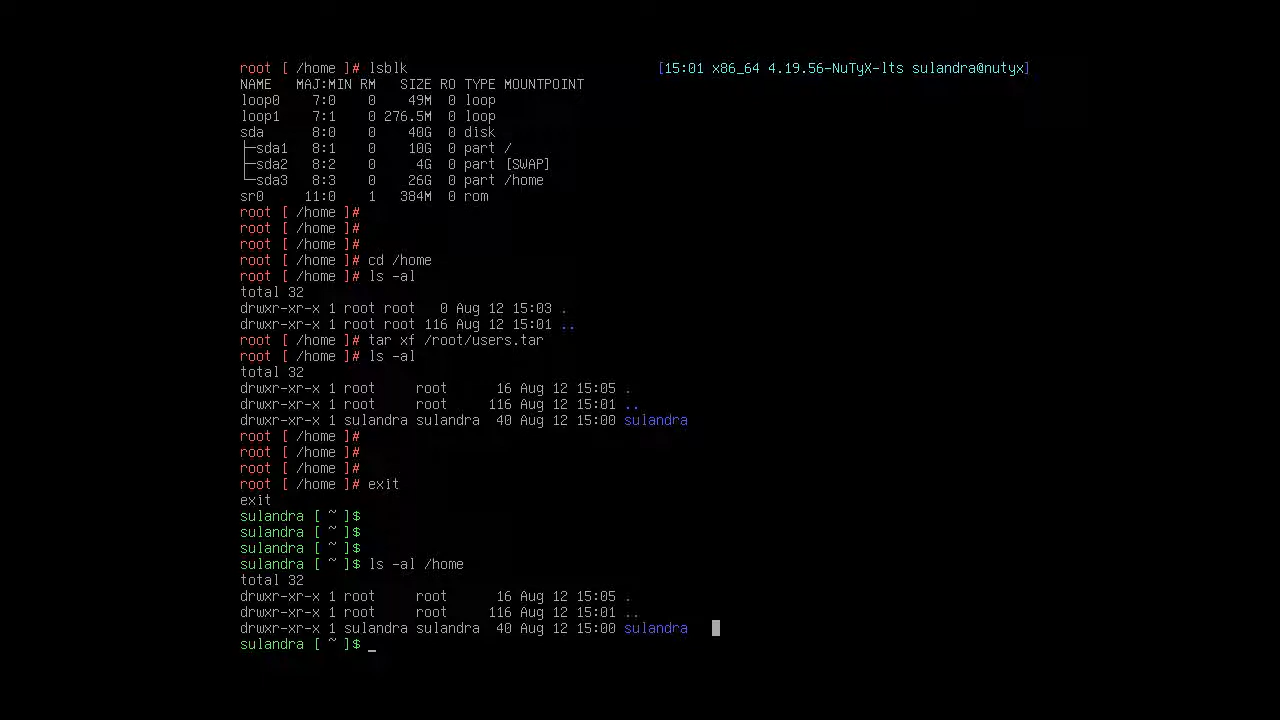 root [ /home ]# lsblk                               [15:01 x86_64 4.19.56-NuTyX-lts sulandra@nutyx]
NAME   MAJ:MIN RM   SIZE RO TYPE MOUNTPOINT
loop0    7:0    0    49M  0 loop
loop1    7:1    0 276.5M  0 loop
sda      8:0    0    40G  0 disk
├─sda1   8:1    0    10G  0 part /
├─sda2   8:2    0     4G  0 part [SWAP]
└─sda3   8:3    0    26G  0 part /home
sr0     11:0    1   384M  0 rom
root [ /home ]#
root [ /home ]#
root [ /home ]#
root [ /home ]# cd /home
root [ /home ]# ls -al
total 32
drwxr-xr-x 1 root root   0 Aug 12 15:03 .
drwxr-xr-x 1 root root 116 Aug 12 15:01 ..
root [ /home ]# tar xf /root/users.tar
root [ /home ]# ls -al
total 32
drwxr-xr-x 1 root     root      16 Aug 12 15:05 .
drwxr-xr-x 1 root     root     116 Aug 12 15:01 ..
drwxr-xr-x 1 sulandra sulandra  40 Aug 12 15:00 sulandra
root [ /home ]#
root [ /home ]#
root [ /home ]#
root [ /home ]# exit
exit
sulandra [ ~ ]$
sulandra [ ~ ]$
sulandra [ ~ ]$
sulandra [ ~ ]$ ls -al /home
total 32
drwxr-xr-x 1 root     root      16 Aug 12 15:05 .
drwxr-xr-x 1 root     root     116 Aug 12 15:01 ..
drwxr-xr-x 1 sulandra sulandra  40 Aug 12 15:00 sulandra
sulandra [ ~ ]$ _